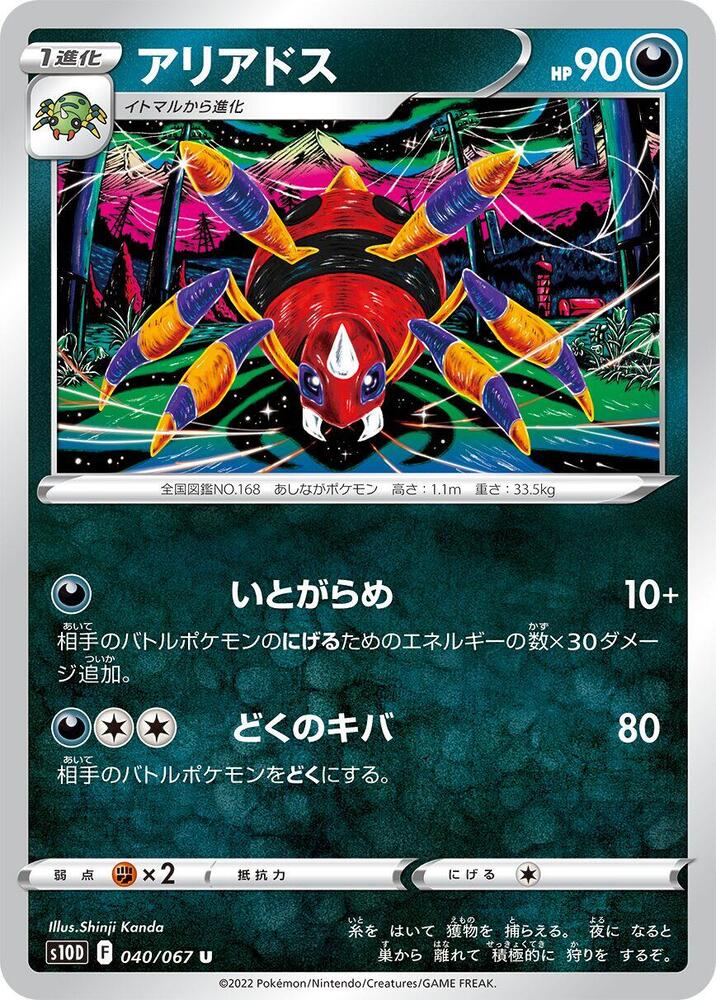 1進化
アリアドス
HP90
イトマルから進化
全国図鑑NO.168 あしながポケモン 高さ:1.1m 重さ:33.5kg
いとがらめ 10+
相手のバトルポケモンのにげるためのエネルギーの数×30ダメー
ジ追加。
どくのキバ 80
相手のバトルポケモンをどくにする。
弱点 ×2 抵抗力 にげる
Illus.Shinji Kanda
糸を はいて 獲物を 捕らえる。夜に なると
巣から 離れて 積極的に 狩りを するぞ。
s10D F 040/067 U
©2022 Pokémon/Nintendo/Creatures/GAME FREAK.